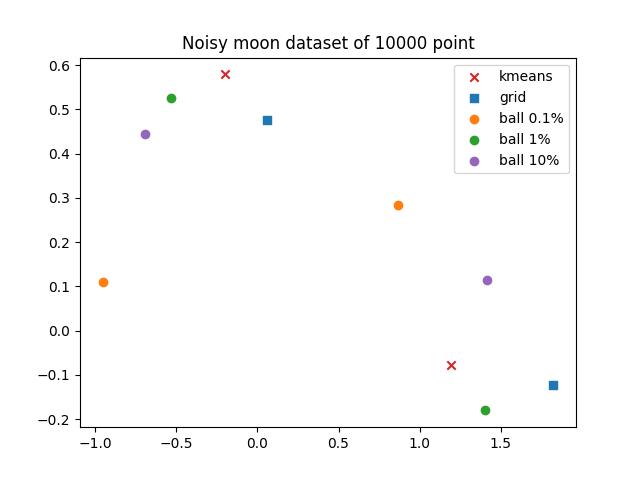 Noisy moon dataset of 10000 point
0.6
0.5
0.4
0.3
0.2
0.1
0.0
−0.1
−0.2
−1.0 −0.5 0.0 0.5 1.0 1.5
kmeans
grid
ball 0.1%
ball 1%
ball 10%